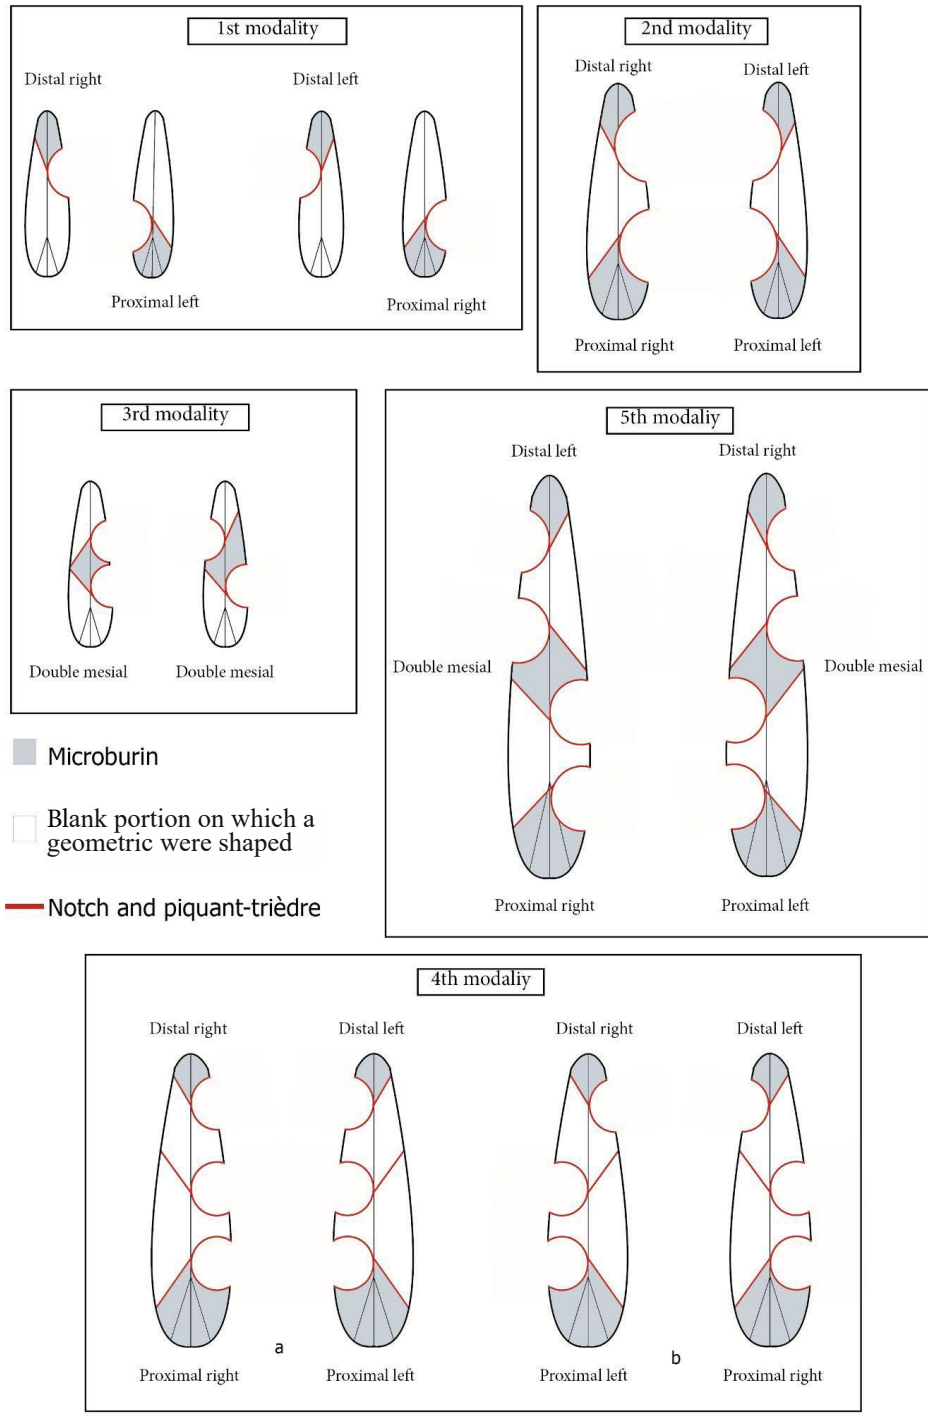 1st modality
Distal right
Distal left
Proximal left
Proximal right
2nd modality
Distal right
Distal left
Proximal right
Proximal left
3rd modality
Double mesial
Double mesial
5th modaliy
Distal left
Distal right
Double mesial
Double mesial
Proximal right
Proximal left
Microburin
Blank portion on which a
geometric were shaped
Notch and piquant-trièdre
4th modaliy
Distal right
Distal left
Distal right
Distal left
a
b
Proximal right
Proximal left
Proximal left
Proximal right